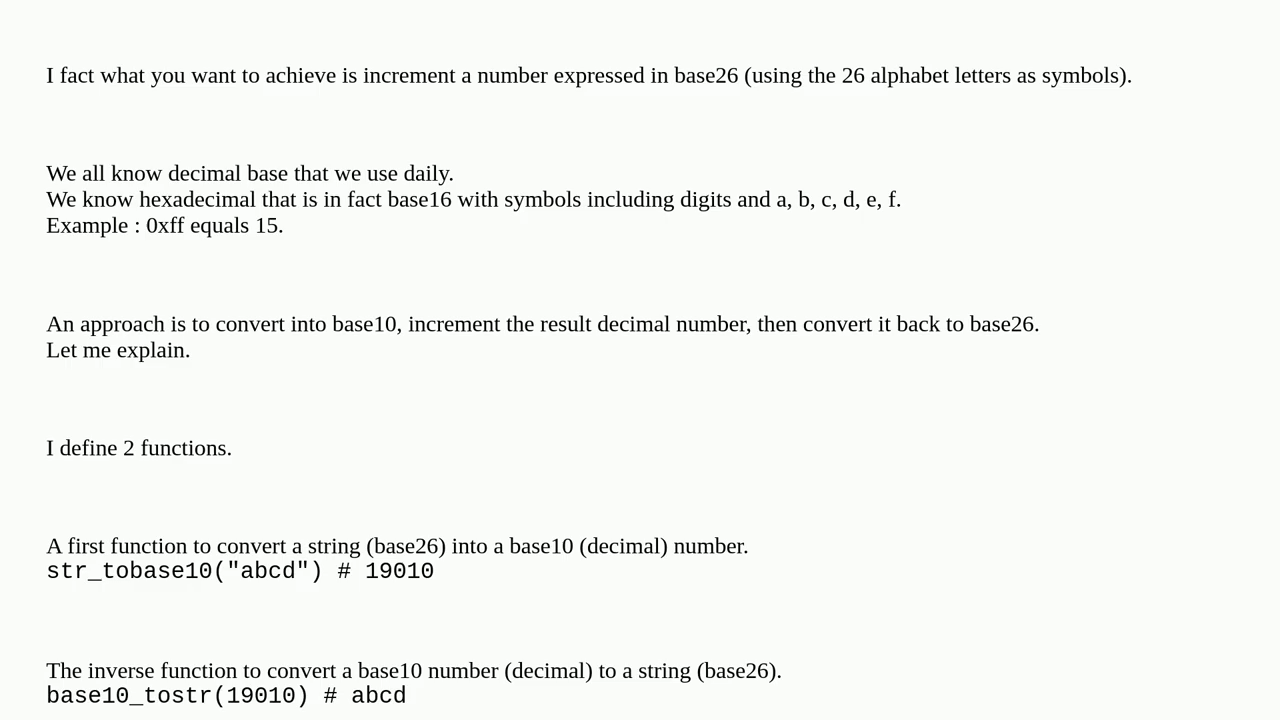 I fact what you want to achieve is increment a number expressed in base26 (using the 26 alphabet letters as symbols).
We all know decimal base that we use daily.
We know hexadecimal that is in fact base16 with symbols including digits and a, b, c, d, e, f.
Example : 0xff equals 15.
An approach is to convert into base10, increment the result decimal number, then convert it back to base26.
Let me explain.
I define 2 functions.
A first function to convert a string (base26) into a base10 (decimal) number.
str_tobase10("abcd") # 19010
The inverse function to convert a base10 number (decimal) to a string (base26).
base10_tostr(19010) # abcd